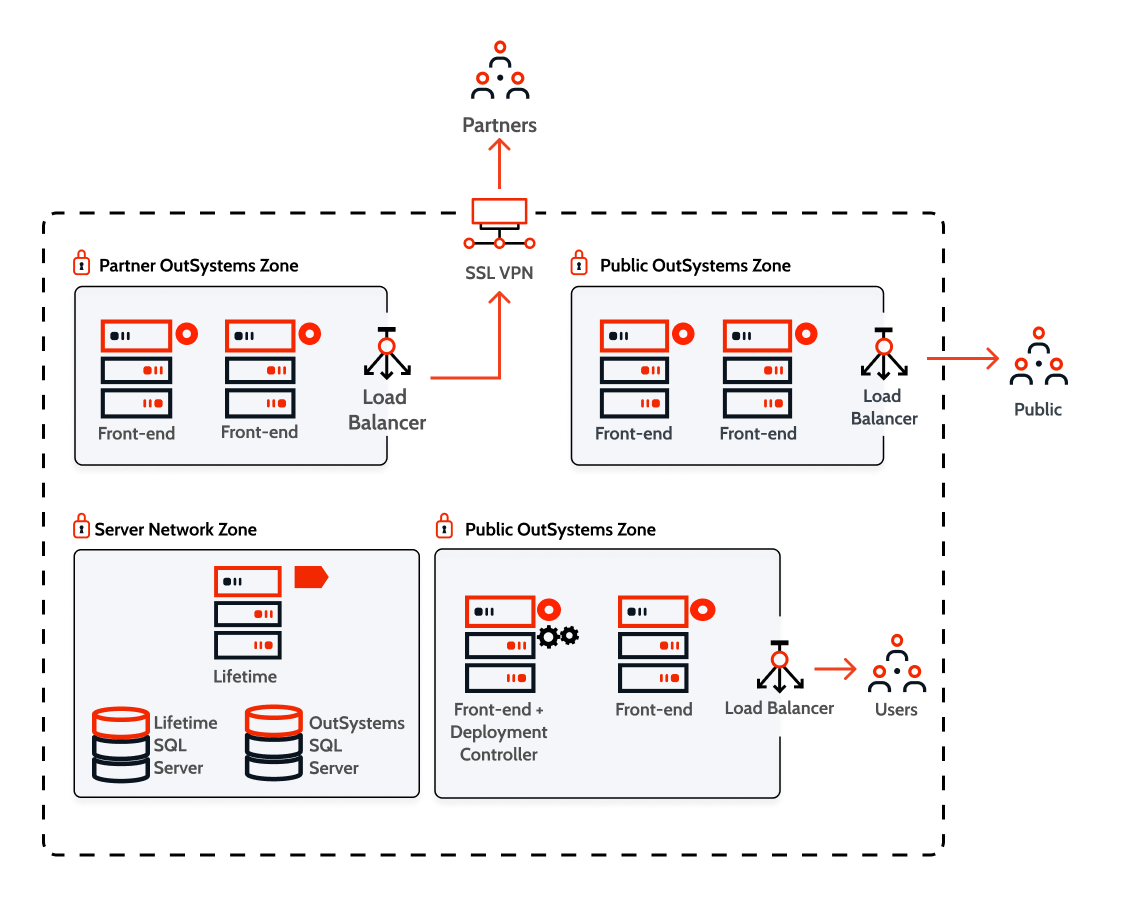 Partners
SSL VPN
Partner OutSystems Zone
Front-end
Front-end
Load
Balancer
Public OutSystems Zone
Front-end
Front-end
Load
Balancer
Public
Server Network Zone
Lifetime
Lifetime
SQL
Server
OutSystems
SQL
Server
Public OutSystems Zone
Front-end +
Deployment
Controller
Front-end
Load Balancer
Users